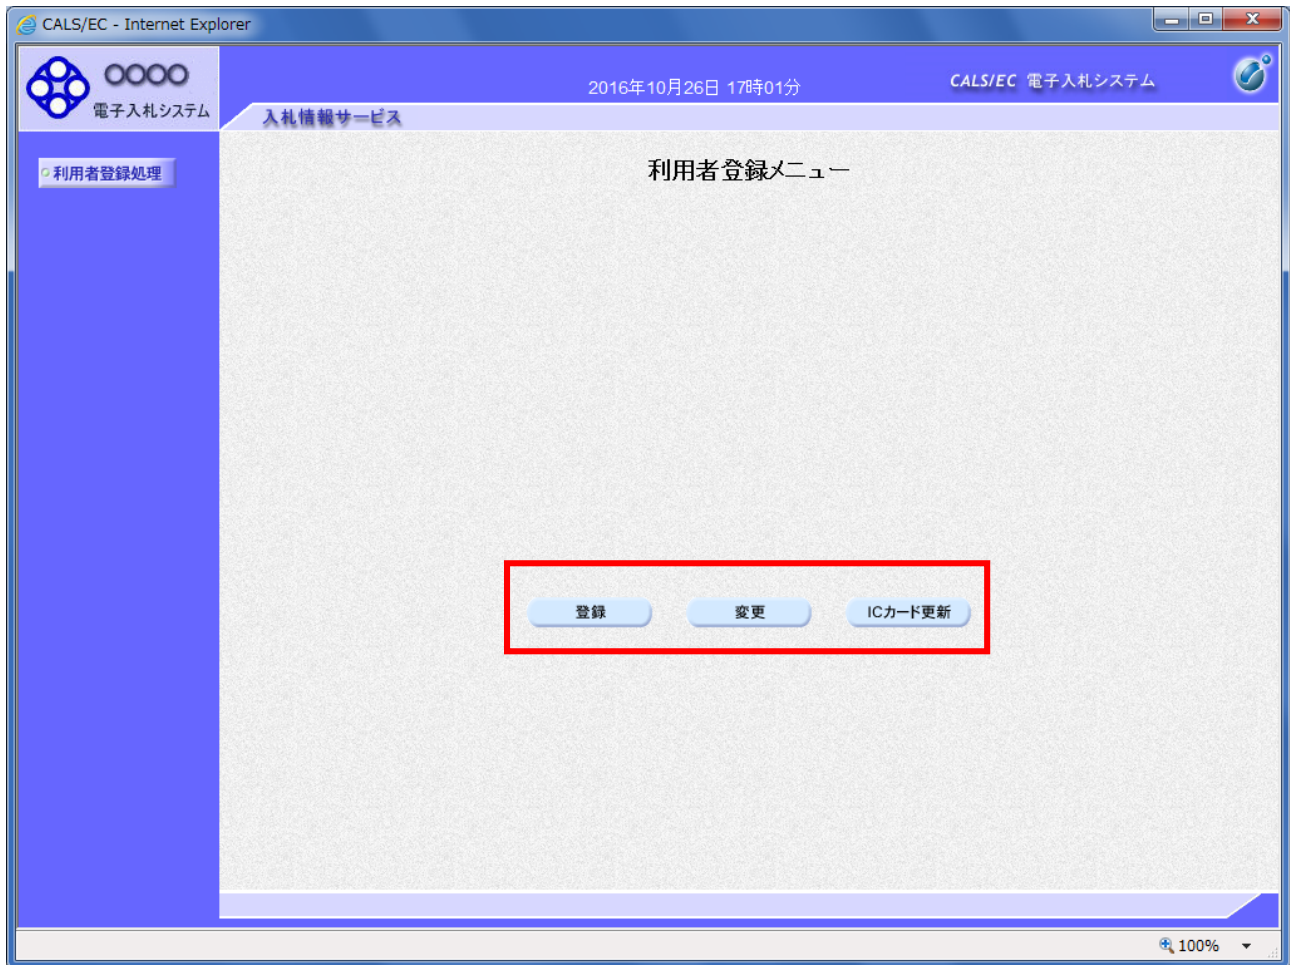 CALS/EC - Internet Explorer
〇〇〇〇
電子入札システム
2016年10月26日 17時01分
CALS/EC 電子入札システム
入札情報サービス
利用者登録処理
利用者登録メニュー
登録
変更
ICカード更新
100%